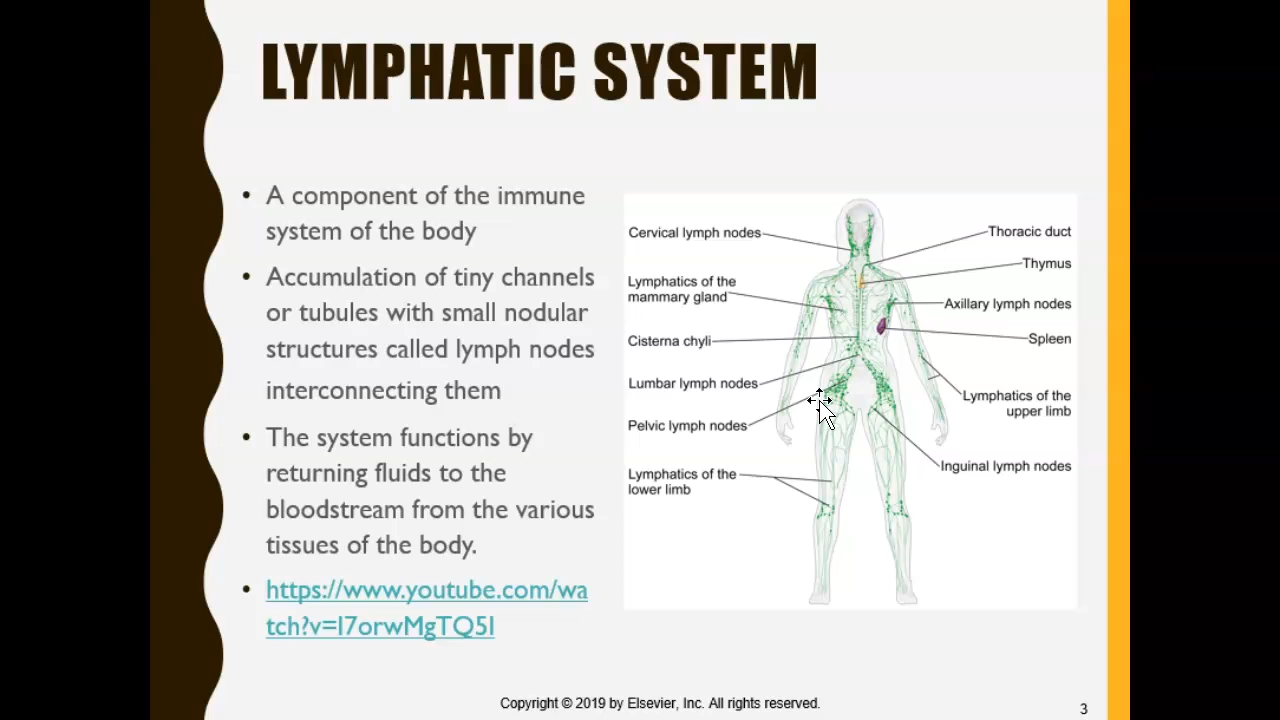 LYMPHATIC SYSTEM
• A component of the immune
system of the body
• Accumulation of tiny channels
or tubules with small nodular
structures called lymph nodes
interconnecting them
• The system functions by
returning fluids to the
bloodstream from the various
tissues of the body.
• https://www.youtube.com/wa
tch?v=I7orwMgTQ5I
Cervical lymph nodes
Lymphatics of the
mammary gland
Cisterna chyli
Lumbar lymph nodes
Pelvic lymph nodes
Lymphatics of the
lower limb
Thoracic duct
Thymus
Axillary lymph nodes
Spleen
Lymphatics of the
upper limb
Inguinal lymph nodes
Copyright © 2019 by Elsevier, Inc. All rights reserved.
3